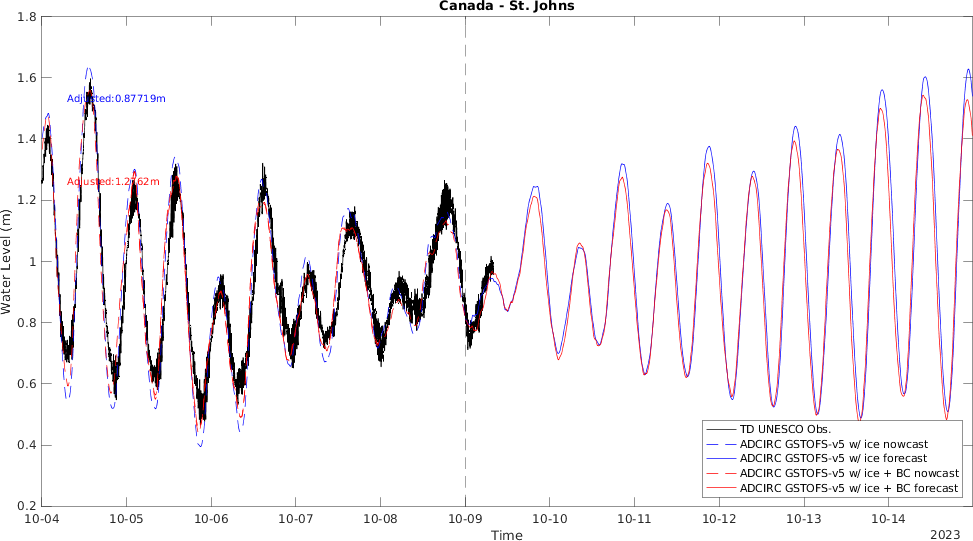 Canada - St. Johns
1.8
1.6
1.4
1.2
1
0.8
0.6
0.4
0.2
Water Level (m)
Adjusted:0.87719m
TD UNESCO Obs.
ADCIRC GSTOFS-v5 w/ ice nowcast
ADCIRC GSTOFS-v5 w/ ice forecast
ADCIRC GSTOFS-v5 w/ ice + BC nowcast
ADCIRC GSTOFS-v5 w/ ice + BC forecast
10-04 10-05 10-06 10-07 10-08 10-09 10-10 10-11 10-12 10-13 10-14
Time
2023